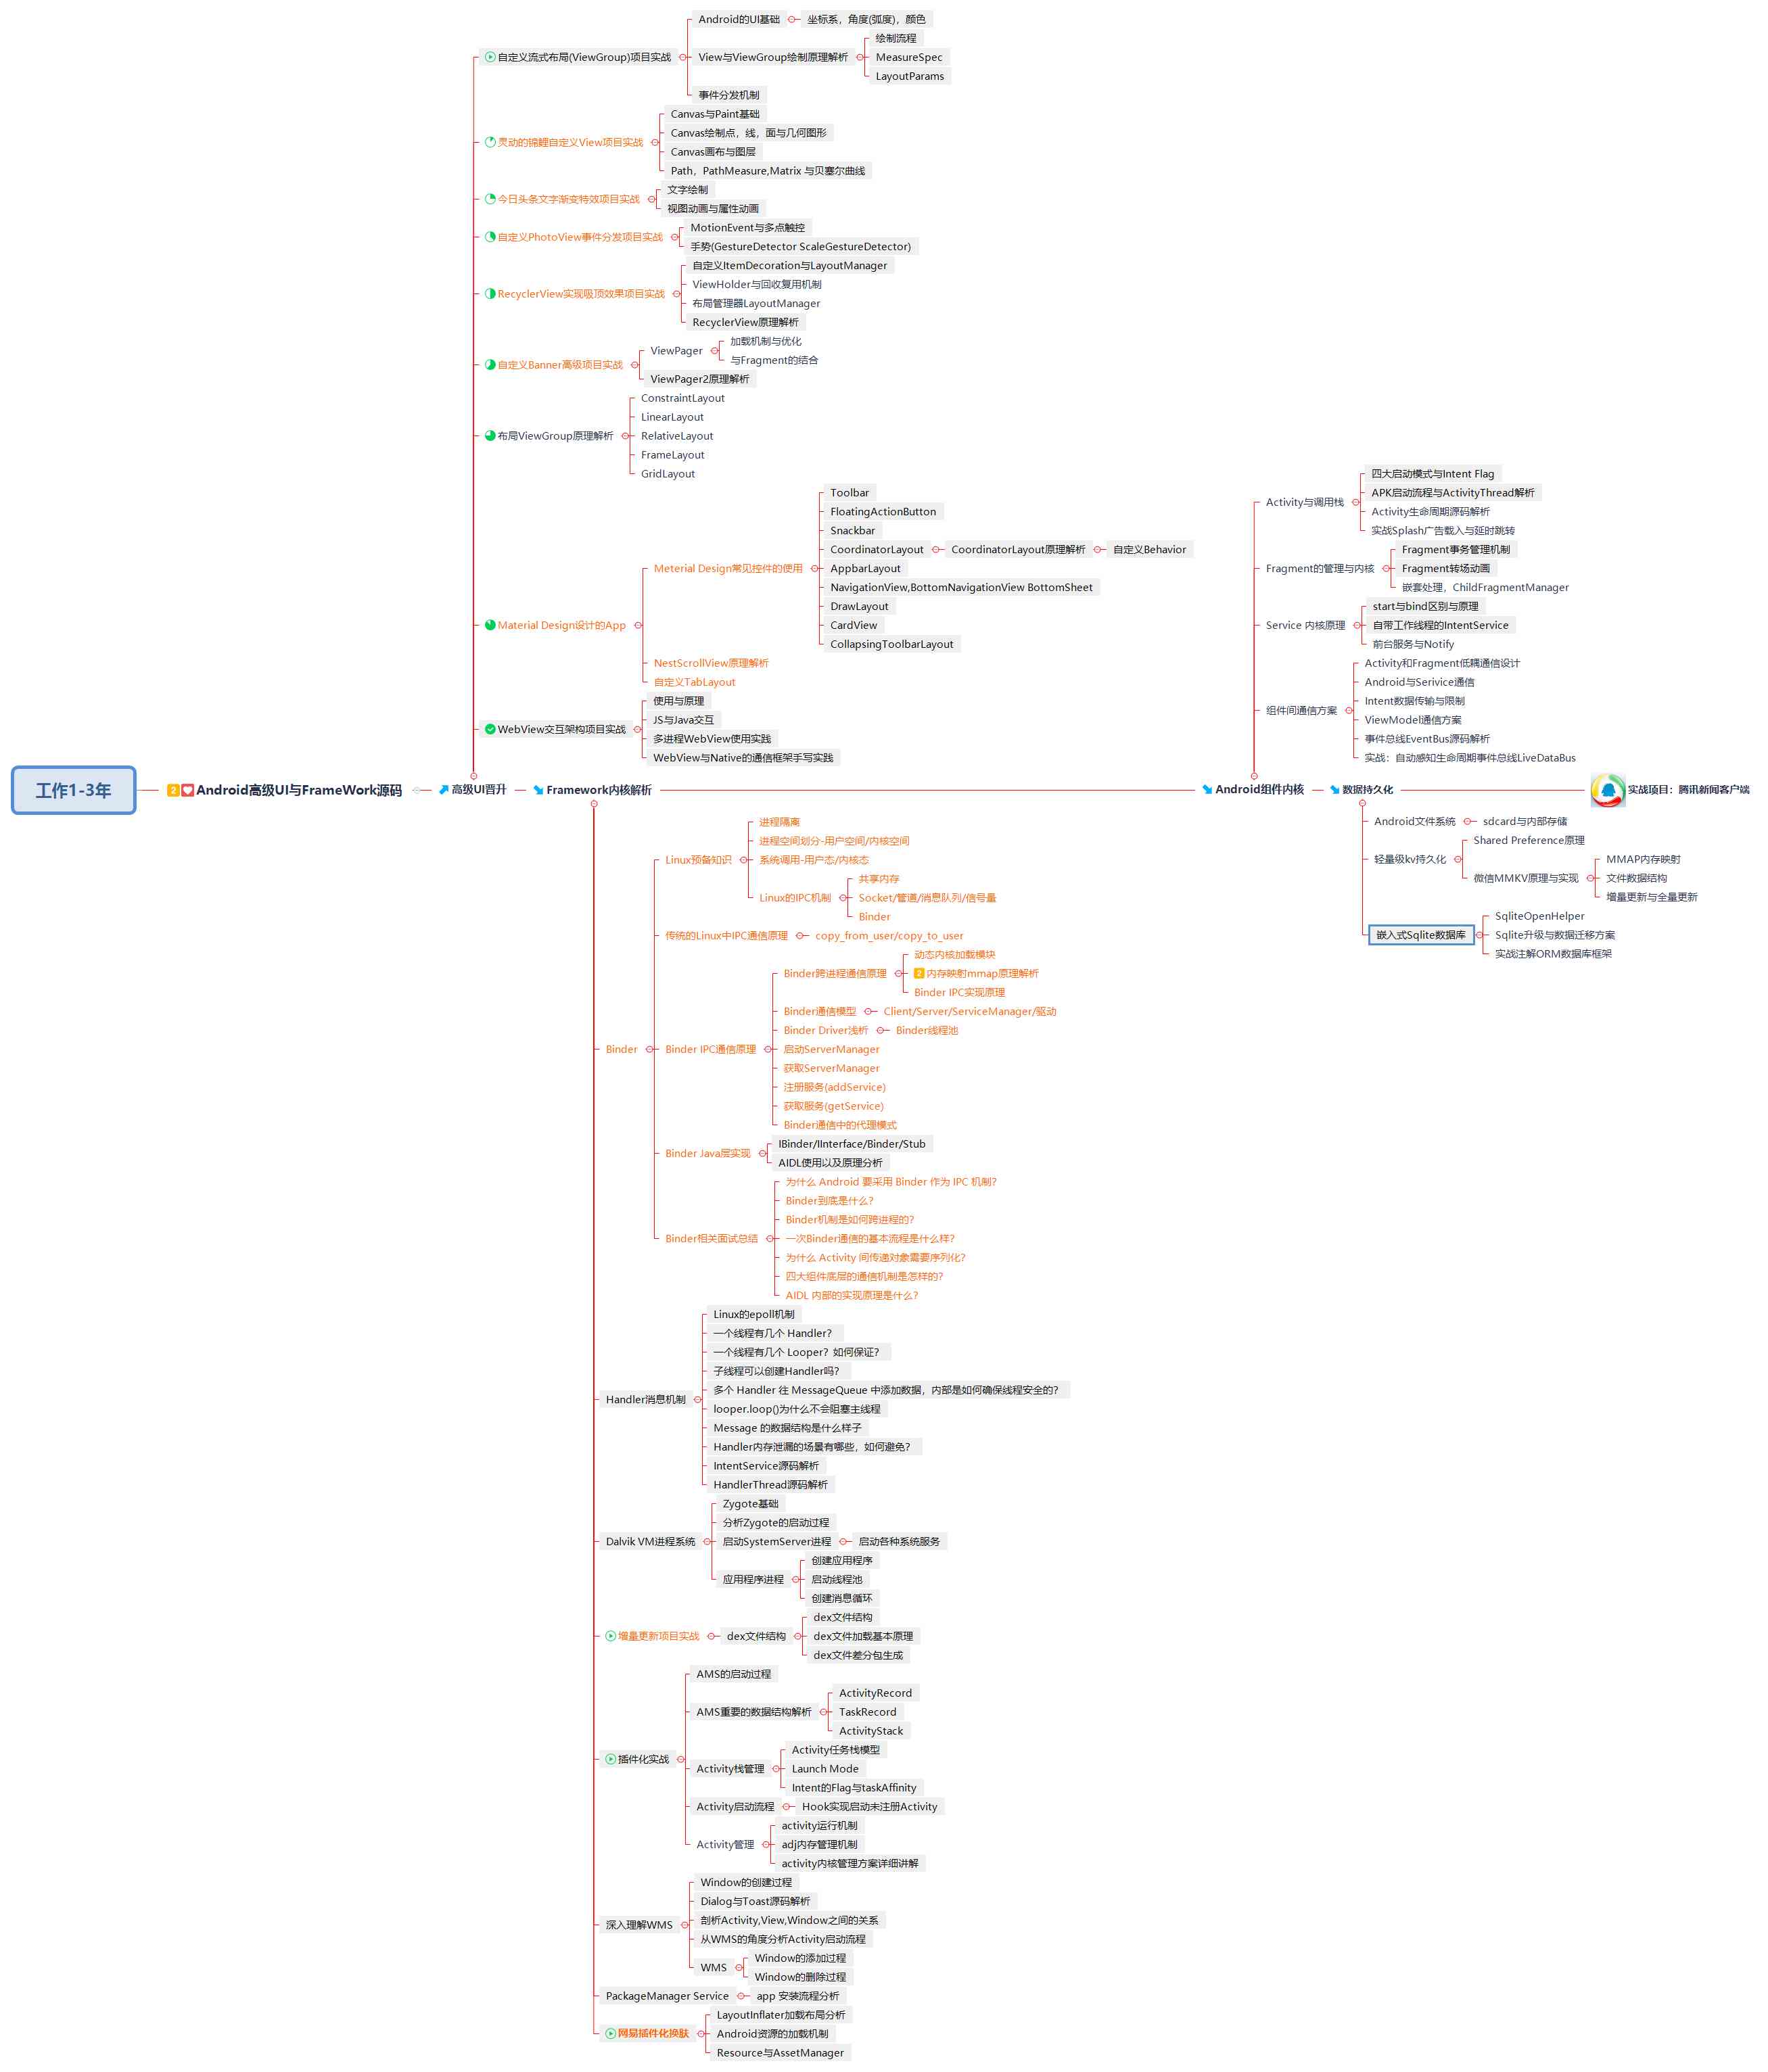 工作1-3年
2 Android高级UI与FrameWork源码
高级UI晋升
自定义流式布局(ViewGroup)项目实战
Android的UI基础
坐标系，角度(弧度)，颜色
View与ViewGroup绘制原理解析
绘制流程
MeasureSpec
LayoutParams
事件分发机制
灵动的锦鲤自定义View项目实战
Canvas与Paint基础
Canvas绘制点，线，面与几何图形
Canvas画布与图层
Path，PathMeasure,Matrix 与贝塞尔曲线
今日头条文字渐变特效项目实战
文字绘制
视图动画与属性动画
自定义PhotoView事件分发项目实战
MotionEvent与多点触控
手势(GestureDetector ScaleGestureDetector)
RecyclerView实现吸顶效果项目实战
自定义ItemDecoration与LayoutManager
ViewHolder与回收复用机制
布局管理器LayoutManager
RecyclerView原理解析
自定义Banner高级项目实战
ViewPager
加载机制与优化
与Fragment的结合
ViewPager2原理解析
布局ViewGroup原理解析
ConstraintLayout
LinearLayout
RelativeLayout
FrameLayout
GridLayout
Material Design设计的App
Meterial Design常见控件的使用
Toolbar
FloatingActionButton
Snackbar
CoordinatorLayout
CoordinatorLayout原理解析
自定义Behavior
AppbarLayout
NavigationView,BottomNavigationView BottomSheet
DrawLayout
CardView
CollapsingToolbarLayout
NestScrollView原理解析
自定义TabLayout
WebView交互架构项目实战
使用与原理
JS与Java交互
多进程WebView使用实践
WebView与Native的通信框架手写实践
Framework内核解析
Binder
Linux预备知识
进程隔离
进程空间划分-用户空间/内核空间
系统调用-用户态/内核态
Linux的IPC机制
共享内存
Socket/管道/消息队列/信号量
Binder
传统的Linux中IPC通信原理
copy_from_user/copy_to_user
Binder IPC通信原理
Binder跨进程通信原理
动态内核加载模块
2 内存映射mmap原理解析
Binder IPC实现原理
Binder通信模型
Client/Server/ServiceManager/驱动
Binder Driver浅析
Binder线程池
启动ServerManager
获取ServerManager
注册服务(addService)
获取服务(getService)
Binder通信中的代理模式
Binder Java层实现
IBinder/IInterface/Binder/Stub
AIDL使用以及原理分析
Binder相关面试总结
为什么 Android 要采用 Binder 作为 IPC 机制?
Binder到底是什么?
Binder机制是如何跨进程的?
一次Binder通信的基本流程是什么样?
为什么 Activity 间传递对象需要序列化?
四大组件底层的通信机制是怎样的?
AIDL 内部的实现原理是什么?
Handler消息机制
Linux的epoll机制
一个线程有几个 Handler?
一个线程有几个 Looper？如何保证?
子线程可以创建Handler吗?
多个 Handler 往 MessageQueue 中添加数据，内部是如何确保线程安全的?
looper.loop()为什么不会阻塞主线程
Message 的数据结构是什么样子
Handler内存泄漏的场景有哪些，如何避免?
IntentService源码解析
HandlerThread源码解析
Dalvik VM进程系统
Zygote基础
分析Zygote的启动过程
启动SystemServer进程
启动各种系统服务
应用程序进程
创建应用程序
启动线程池
创建消息循环
增量更新项目实战
dex文件结构
dex文件结构
dex文件加载基本原理
dex文件差分包生成
插件化实战
AMS的启动过程
AMS重要的数据结构解析
ActivityRecord
TaskRecord
ActivityStack
Activity栈管理
Activity任务栈模型
Launch Mode
Intent的Flag与taskAffinity
Activity启动流程
Hook实现启动未注册Activity
Activity管理
activity运行机制
adj内存管理机制
activity内核管理方案详细讲解
深入理解WMS
Window的创建过程
Dialog与Toast源码解析
剖析Activity,View,Window之间的关系
从WMS的角度分析Activity启动流程
WMS
Window的添加过程
Window的删除过程
PackageManager Service
app 安装流程分析
网易插件化换肤
LayoutInflater加载布局分析
Android资源的加载机制
Resource与AssetManager
Android组件内核
Activity与调用栈
四大启动模式与Intent Flag
APK启动流程与ActivityThread解析
Activity生命周期源码解析
实战Splash广告载入与延时跳转
Fragment的管理与内核
Fragment事务管理机制
Fragment转场动画
嵌套处理，ChildFragmentManager
Service 内核原理
start与bind区别与原理
自带工作线程的IntentService
前台服务与Notify
组件间通信方案
Activity和Fragment低耦通信设计
Android与Serivice通信
Intent数据传输与限制
ViewModel通信方案
事件总线EventBus源码解析
实战：自动感知生命周期事件总线LiveDataBus
数据持久化
Android文件系统
sdcard与内部存储
轻量级kv持久化
Shared Preference原理
微信MMKV原理与实现
MMAP内存映射
文件数据结构
增量更新与全量更新
嵌入式Sqlite数据库
SqliteOpenHelper
Sqlite升级与数据迁移方案
实战注解ORM数据库框架
实战项目：腾讯新闻客户端